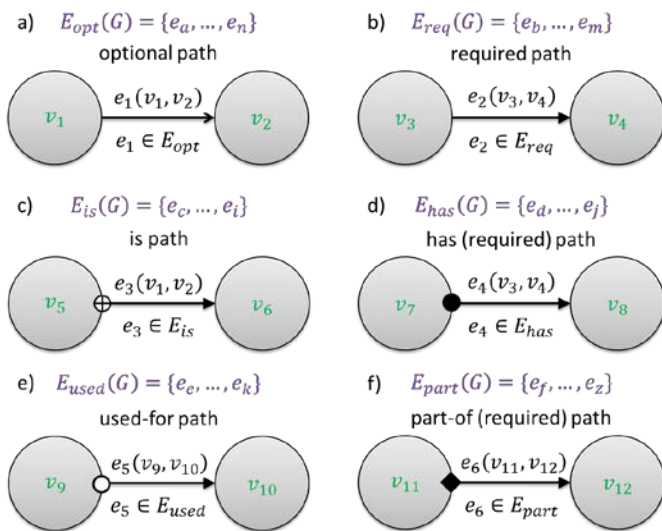 a) E_opt(G) = {e_a, ..., e_n}
optional path
v_1
e_1(v_1, v_2)
e_1 ∈ E_opt
v_2
b) E_req(G) = {e_b, ..., e_m}
required path
v_3
e_2(v_3, v_4)
e_2 ∈ E_req
v_4
c) E_is(G) = {e_c, ..., e_i}
is path
v_5
e_3(v_1, v_2)
e_3 ∈ E_is
v_6
d) E_has(G) = {e_d, ..., e_j}
has (required) path
v_7
e_4(v_3, v_4)
e_4 ∈ E_has
v_8
e) E_used(G) = {e_e, ..., e_k}
used-for path
v_9
e_5(v_9, v_10)
e_5 ∈ E_used
v_10
f) E_part(G) = {e_f, ..., e_z}
part-of (required) path
v_11
e_6(v_11, v_12)
e_6 ∈ E_part
v_12